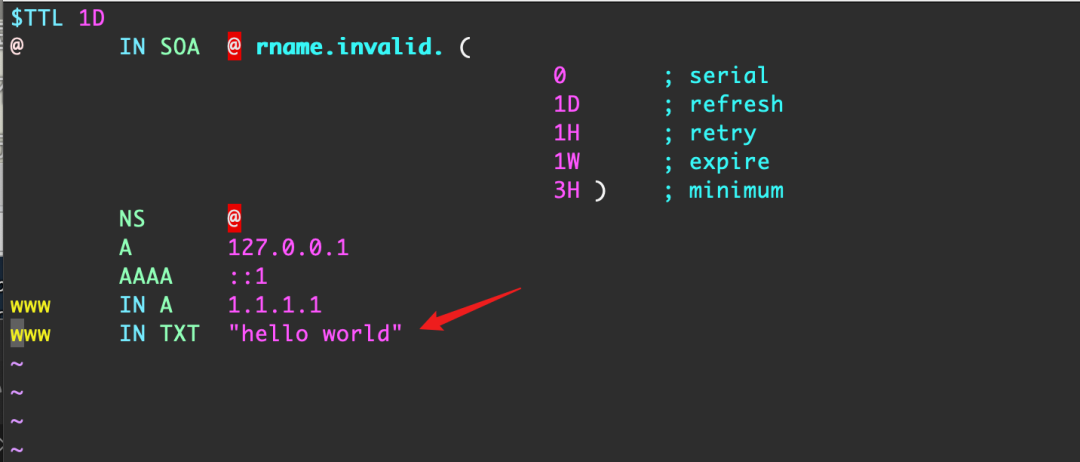 $TTL 1D
@ IN SOA @ rname.invalid. (
0 ; serial
1D ; refresh
1H ; retry
1W ; expire
3H ) ; minimum
NS @
A 127.0.0.1
AAAA ::1
www IN A 1.1.1.1
www IN TXT "hello world"
~
~
~
~